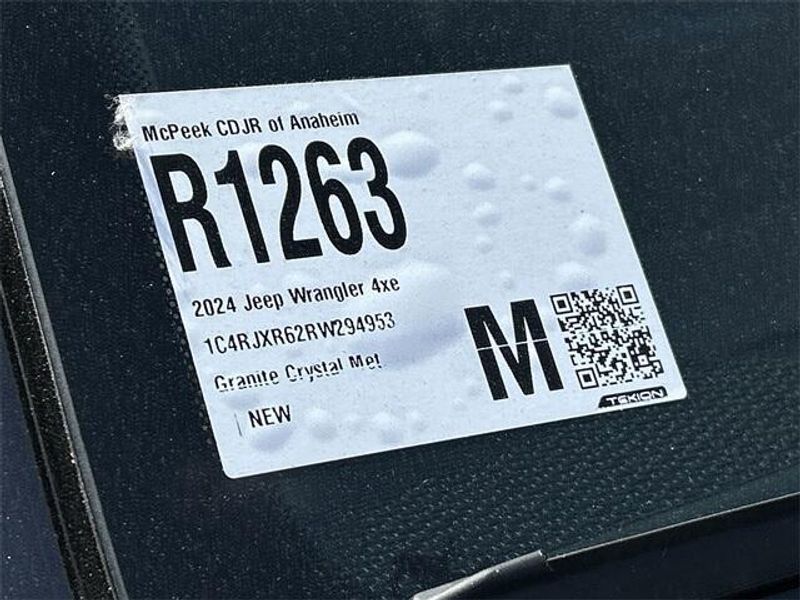 McPeek CDJR of Anaheim
R1263
2024 Jeep Wrangler 4xe
1C4RJXR62RW294953
Granite Crystal Met
NEW
M
TEKION